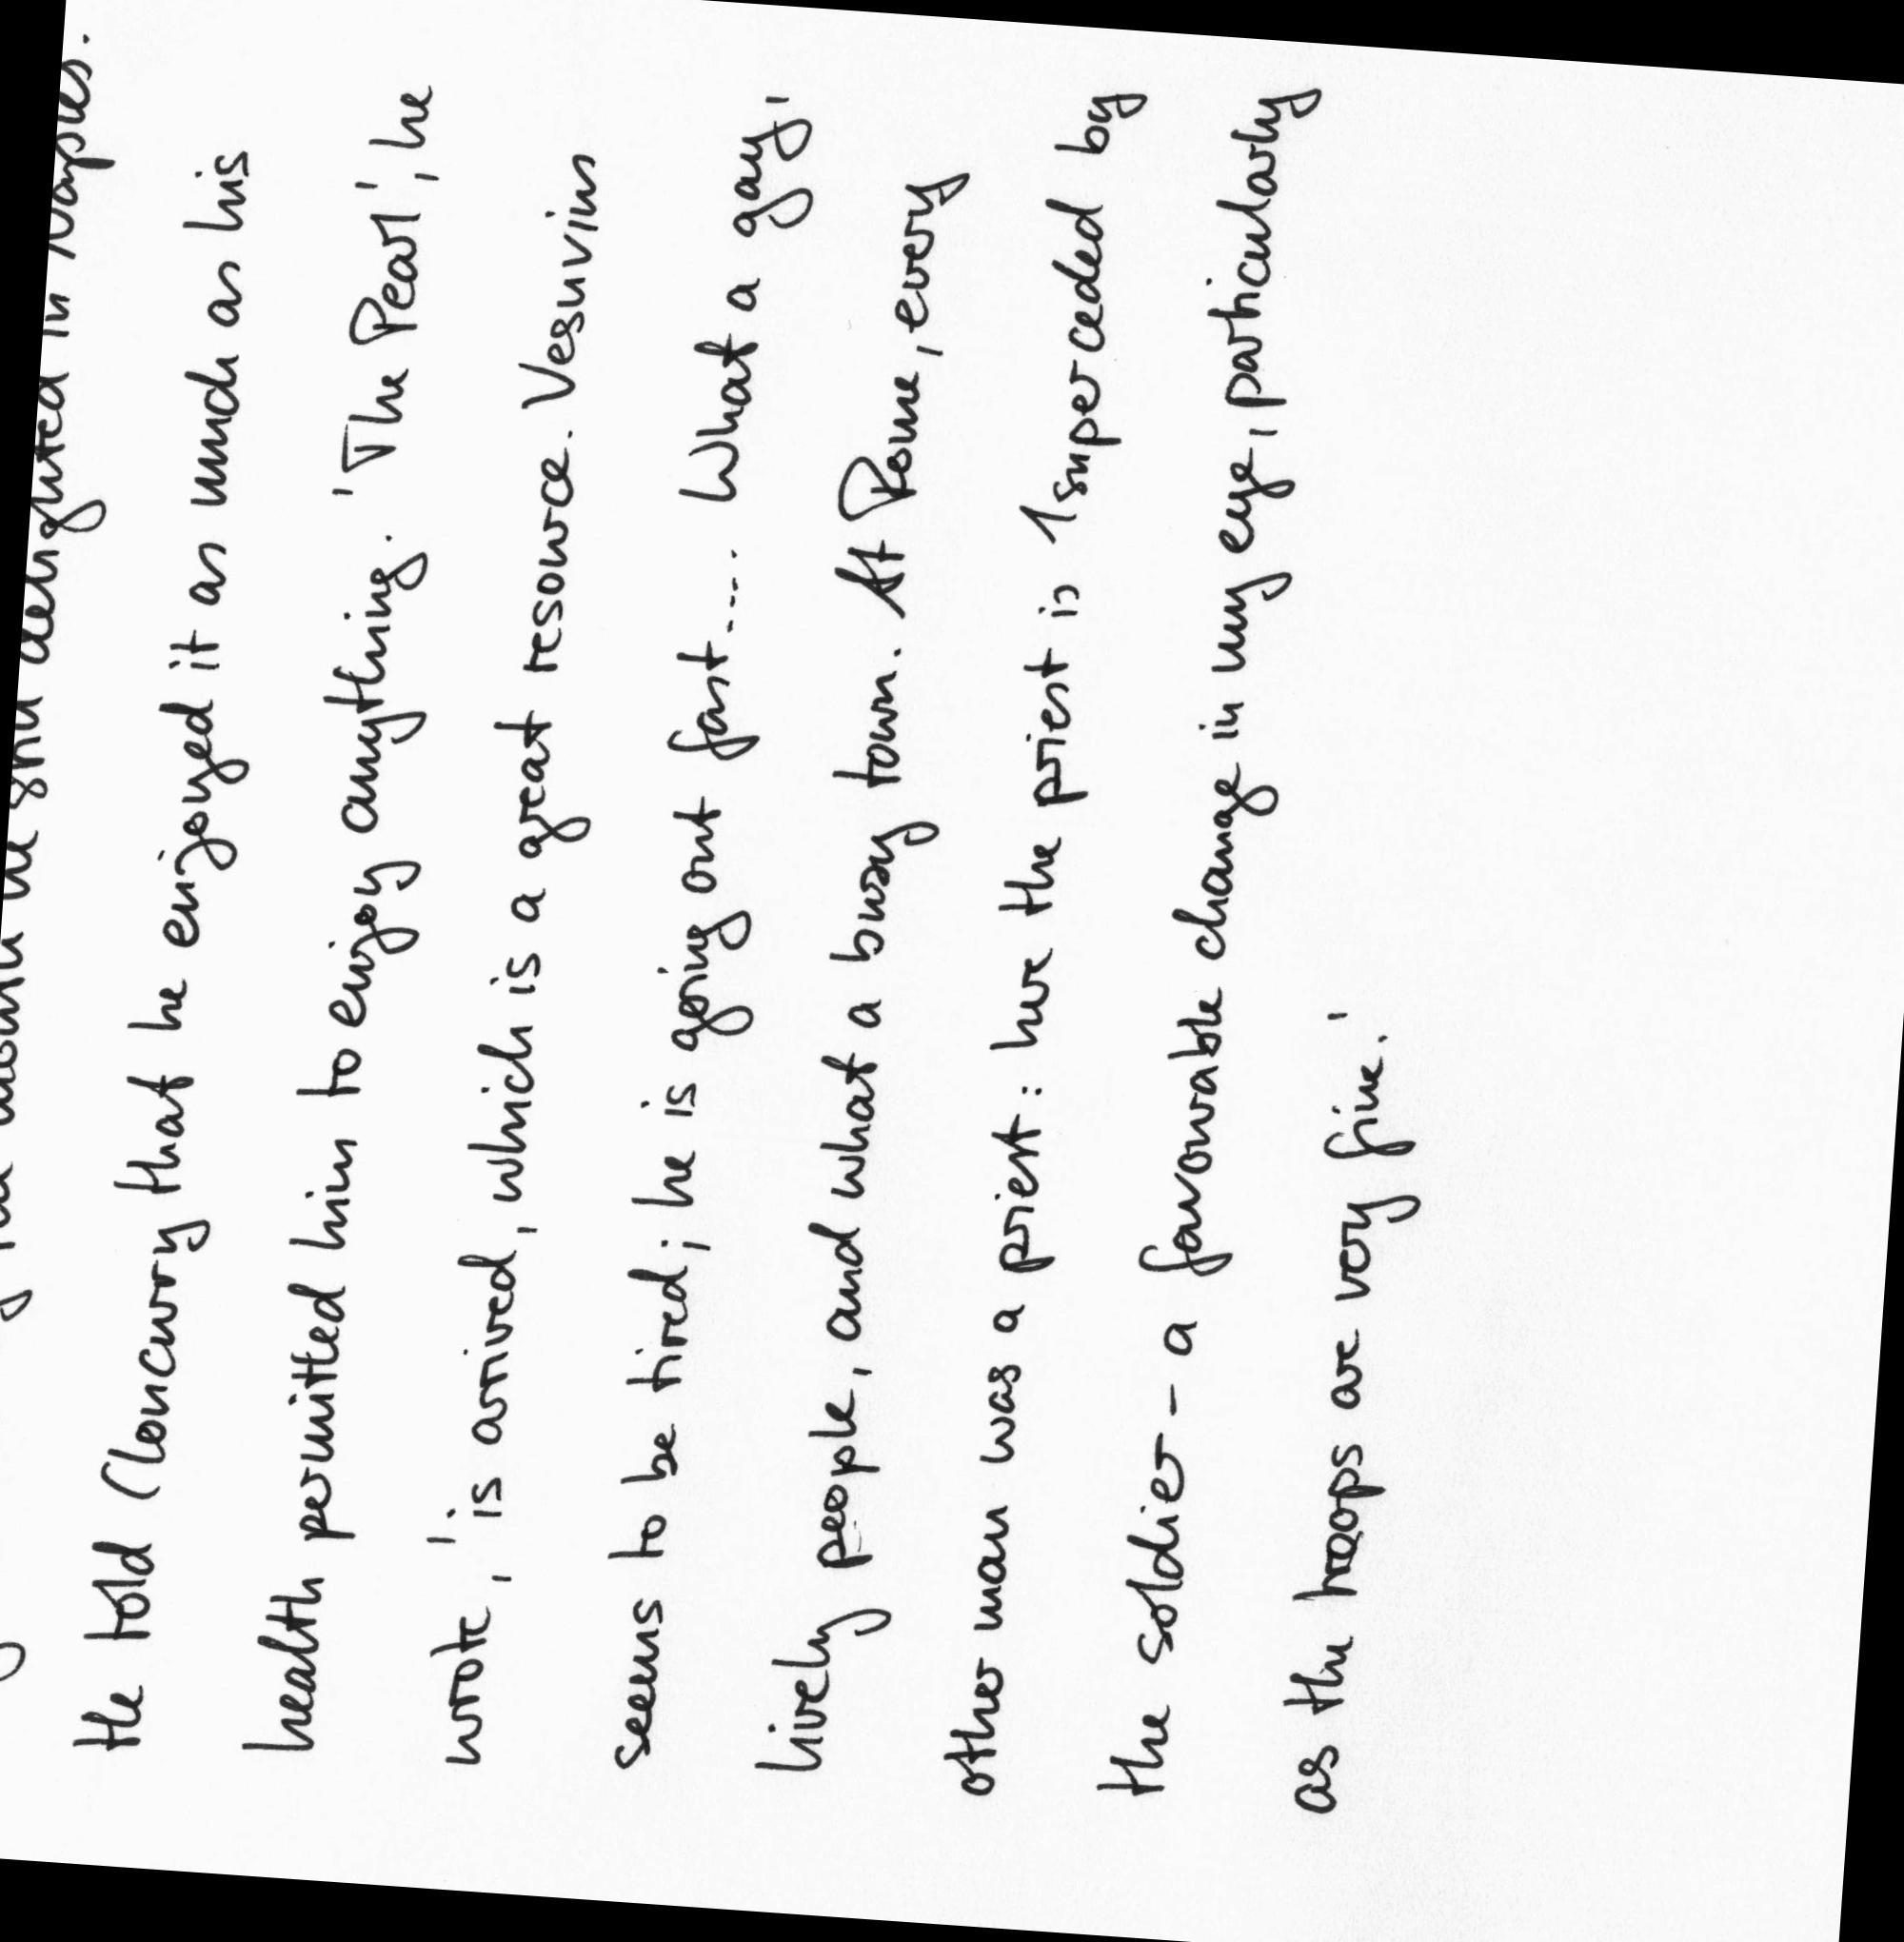 he still delighted in Naples.
He told Cloncurry that he enjoyed it as much as his
health permitted him to enjoy anything. 'The Pearl', he
wrote, 'is arrived, which is a great resource. Vesuvius
seems to be tired; he is going out fast.... What a gay,'
lively people, and what a busy town. At Rome, every
other man was a priest: here the priest is 1superceded by
the soldier - a favourable change in my eye, particularly
as the troops are very fine.'